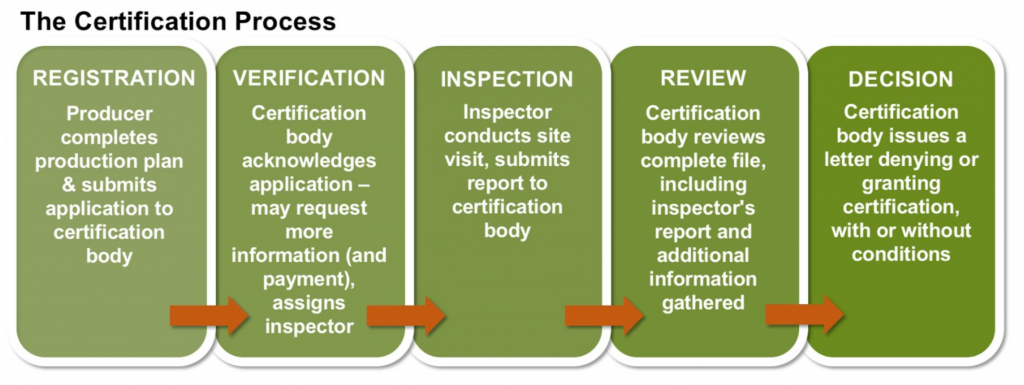 The Certification Process
REGISTRATION
Producer
completes
production plan
& submits
application to
certification
body
VERIFICATION
Certification
body
acknowledges
application –
may request
more
information (and
payment),
assigns
inspector
INSPECTION
Inspector
conducts site
visit, submits
report to
certification
body
REVIEW
Certification
body reviews
complete file,
including
inspector's
report and
additional
information
gathered
DECISION
Certification
body issues a
letter denying or
granting
certification,
with or without
conditions